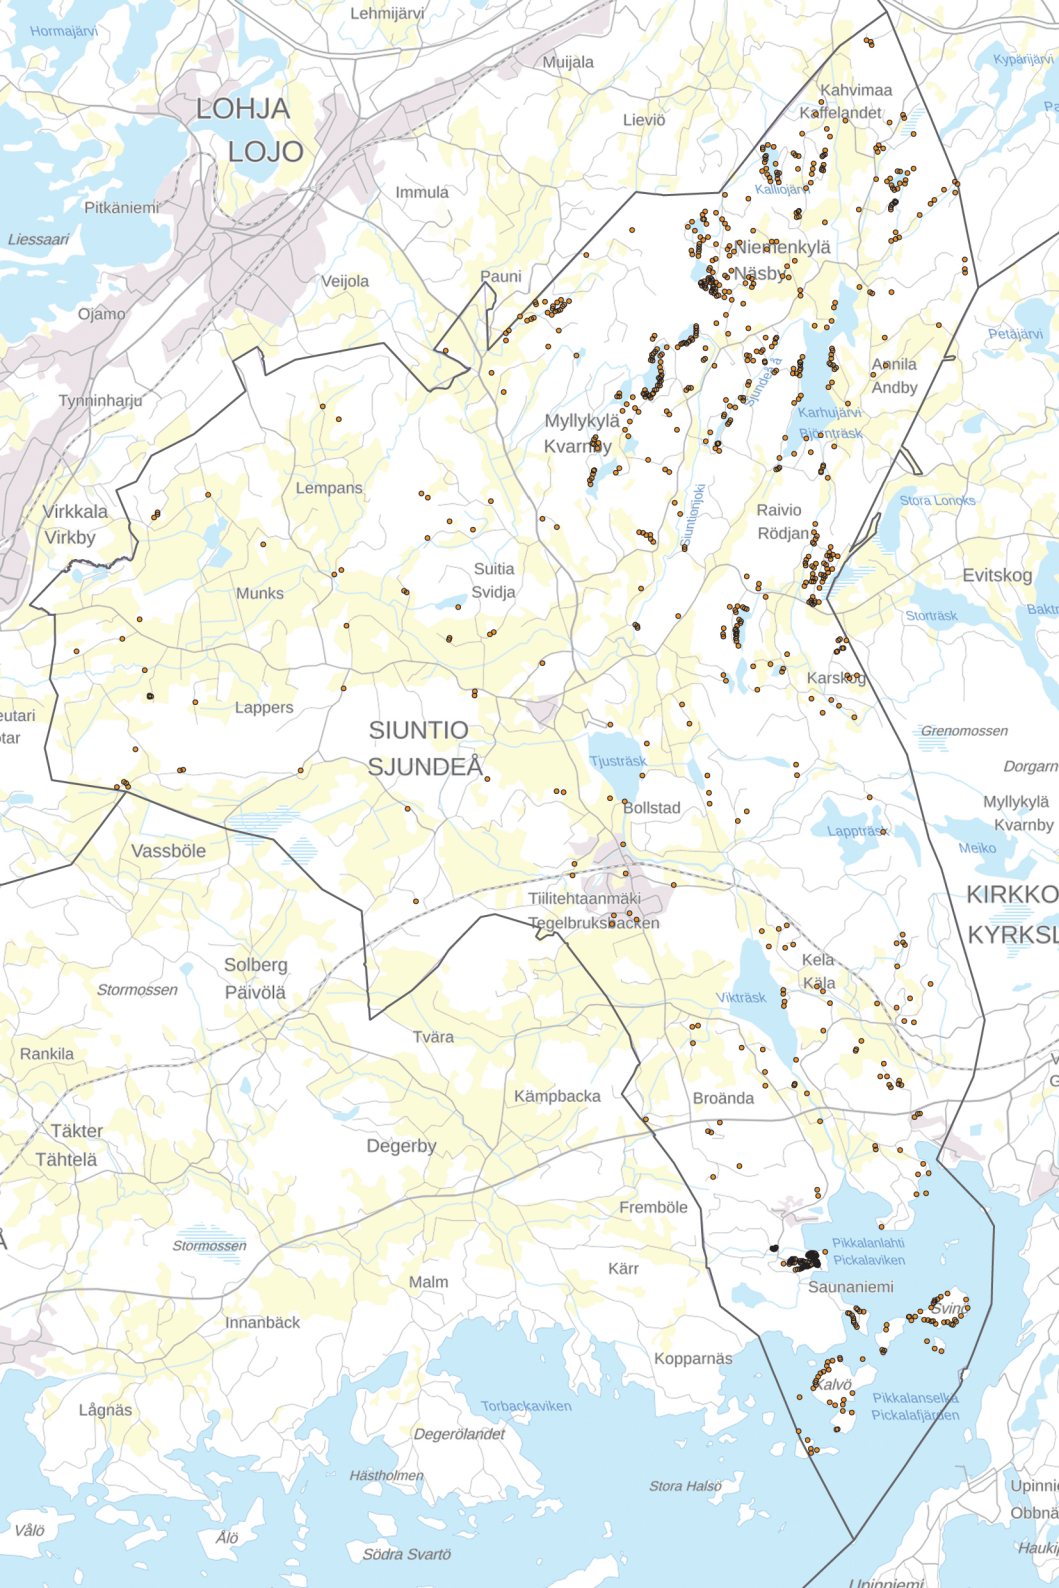 Lehmijärvi
Hormajärvi
Muijala
Kypärijärvi
Kahvimaa
Kaffelandet
LOHJA
LOJO
Lieviö
Immula
Kalliojärvi
Pitkäniemi
Liessaari
Niemenkylä
Näsby
Pauni
Veijola
Ojamo
Petäjärvi
Annila
Andby
Sjundeå å
Tynninharju
Karhujärvi
Björnträsk
Myllykylä
Kvarnby
Lempans
Siuntionjoki
Stora Lonoks
Virkkala
Virkby
Raivio
Rödjan
Suitia
Svidja
Evitskog
Munks
Storträsk
Karskog
Lappers
SIUNTIO
SJUNDEÅ
Grenomossen
Tjusträsk
Dorgarn
Bollstad
Myllykylä
Kvarnby
Lappträsk
Meiko
Vassböle
KIRKKO
KYRKSL
Tiilitehtaanmäki
Tegelbruksbacken
Solberg
Päivölä
Stormossen
Kela
Käla
Vikträsk
Tvära
Rankila
Kämpbacka
Broända
Täkter
Tähtelä
Degerby
Fremböle
Stormossen
Pikkalanlahti
Pickalaviken
Kärr
Malm
Saunaniemi
Innanbäck
Kopparnäs
Kalvö
Pikkalanselkä
Pickalafjärden
Lågnäs
Torbackaviken
Degerölandet
Hästholmen
Stora Halsö
Vålö
Ålö
Södra Svartö
Upinniemi